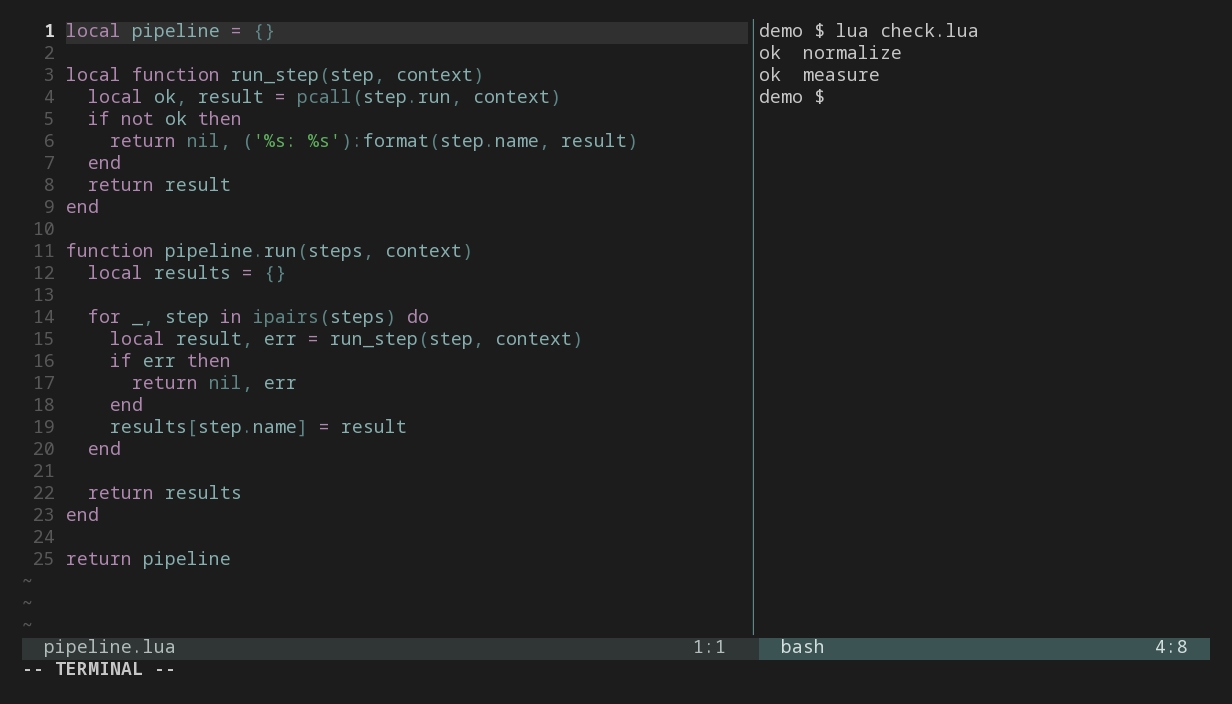 1 local pipeline = {}
2
3 local function run_step(step, context)
4   local ok, result = pcall(step.run, context)
5   if not ok then
6     return nil, ('%s: %s'):format(step.name, result)
7   end
8   return result
9 end
10
11 function pipeline.run(steps, context)
12   local results = {}
13
14   for _, step in ipairs(steps) do
15     local result, err = run_step(step, context)
16     if err then
17       return nil, err
18     end
19     results[step.name] = result
20   end
21
22   return results
23 end
24
25 return pipeline
~
~
~
pipeline.lua 1:1
demo $ lua check.lua
ok  normalize
ok  measure
demo $
bash 4:8
-- TERMINAL --